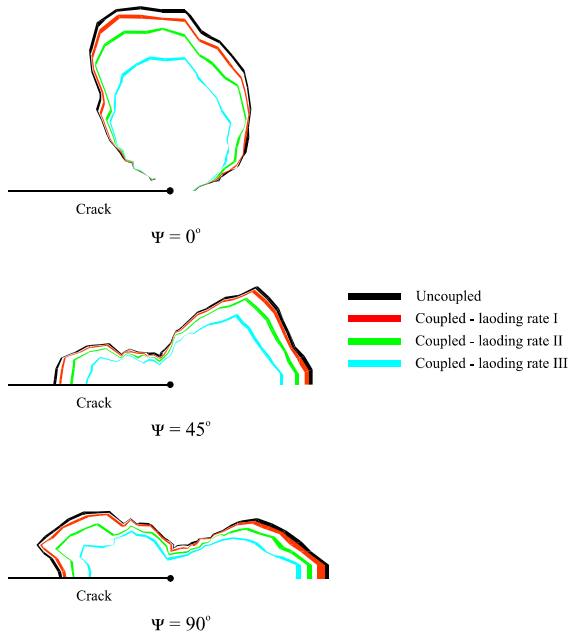 Crack
Ψ = 0°
Uncoupled
Coupled - laoding rate I
Coupled - laoding rate II
Coupled - laoding rate III
Crack
Ψ = 45°
Crack
Ψ = 90°